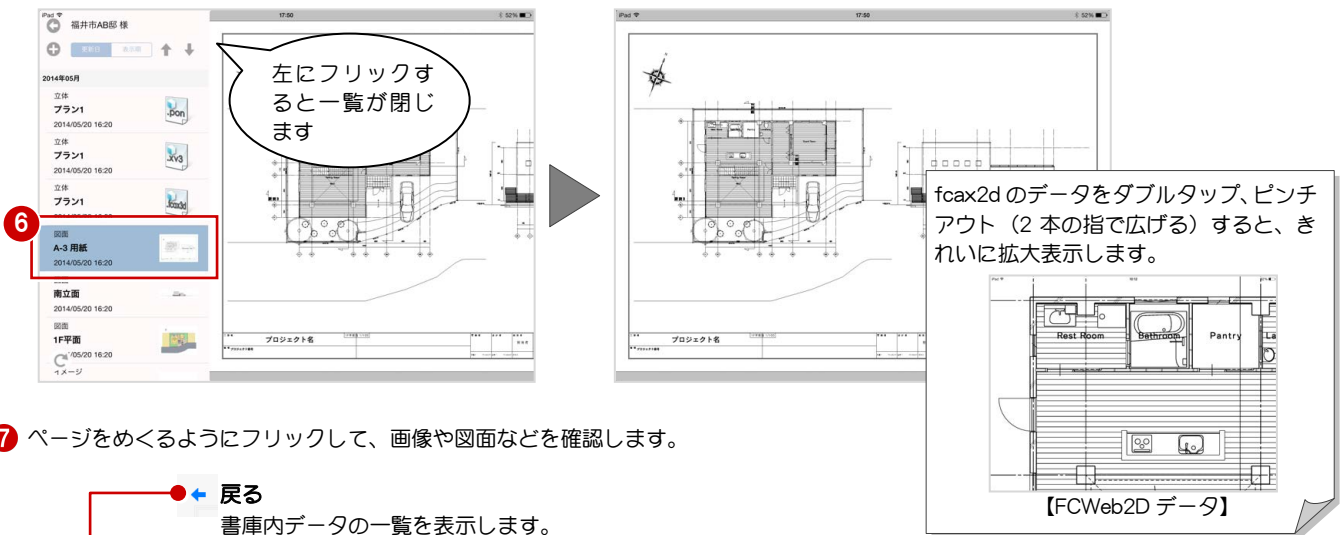 iPad 17:50 52%
福井市AB邸 様
更新日 表示順
2014年05月
立体
プラン1
2014/05/20 16:20
.pon
立体
プラン1
2014/05/20 16:20
.xv3
立体
プラン1
.fcax3d
6
図面
A-3 用紙
2014/05/20 16:20
南立面
2014/05/20 16:20
図面
1F平面
/05/20 16:20
イメージ
左にフリックす
ると一覧が閉じ
ます
プロジェクト名
iPad 17:50 52%
プロジェクト名
fcax2d のデータをダブルタップ、ピンチ
アウト（2 本の指で広げる）すると、き
れいに拡大表示します。
Rest Room Bathroom Pantry La
【FCWeb2D データ】
7 ページをめくるようにフリックして、画像や図面などを確認します。
戻る
書庫内データの一覧を表示します。